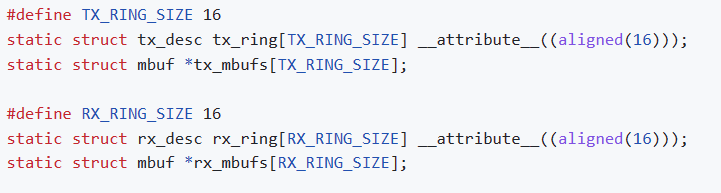 #define TX_RING_SIZE 16
static struct tx_desc tx_ring[TX_RING_SIZE] __attribute__((aligned(16)));
static struct mbuf *tx_mbufs[TX_RING_SIZE];
#define RX_RING_SIZE 16
static struct rx_desc rx_ring[RX_RING_SIZE] __attribute__((aligned(16)));
static struct mbuf *rx_mbufs[RX_RING_SIZE];